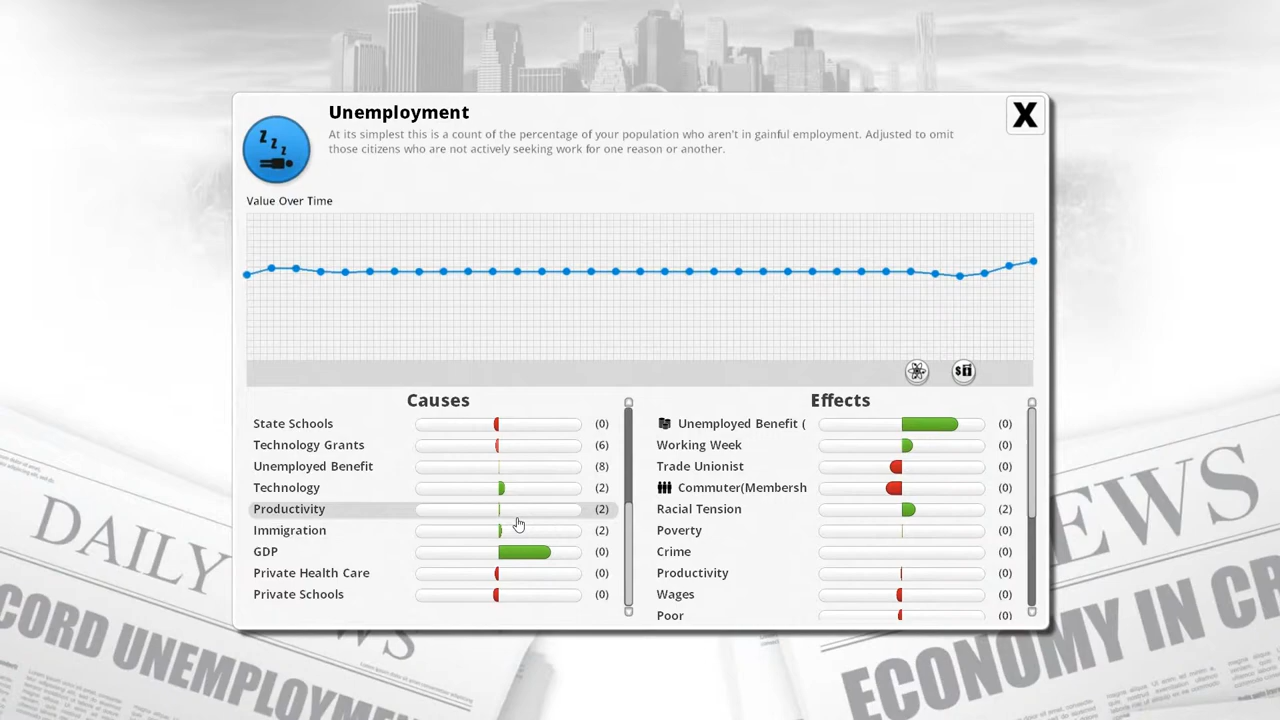 Unemployment
At its simplest this is a count of the percentage of your population who aren't in gainful employment. Adjusted to omit
those citizens who are not actively seeking work for one reason or another.
X
Value Over Time
Causes
State Schools (0)
Technology Grants (6)
Unemployed Benefit (8)
Technology (2)
Productivity (2)
Immigration (2)
GDP (0)
Private Health Care (0)
Private Schools (0)
Effects
Unemployed Benefit ( (0)
Working Week (0)
Trade Unionist (0)
Commuter(Membersh (0)
Racial Tension (2)
Poverty (0)
Crime (0)
Productivity (0)
Wages (0)
Poor (0)
DAILY
NEWS
CORD UNEMPLOYME
ECONOMY IN CR